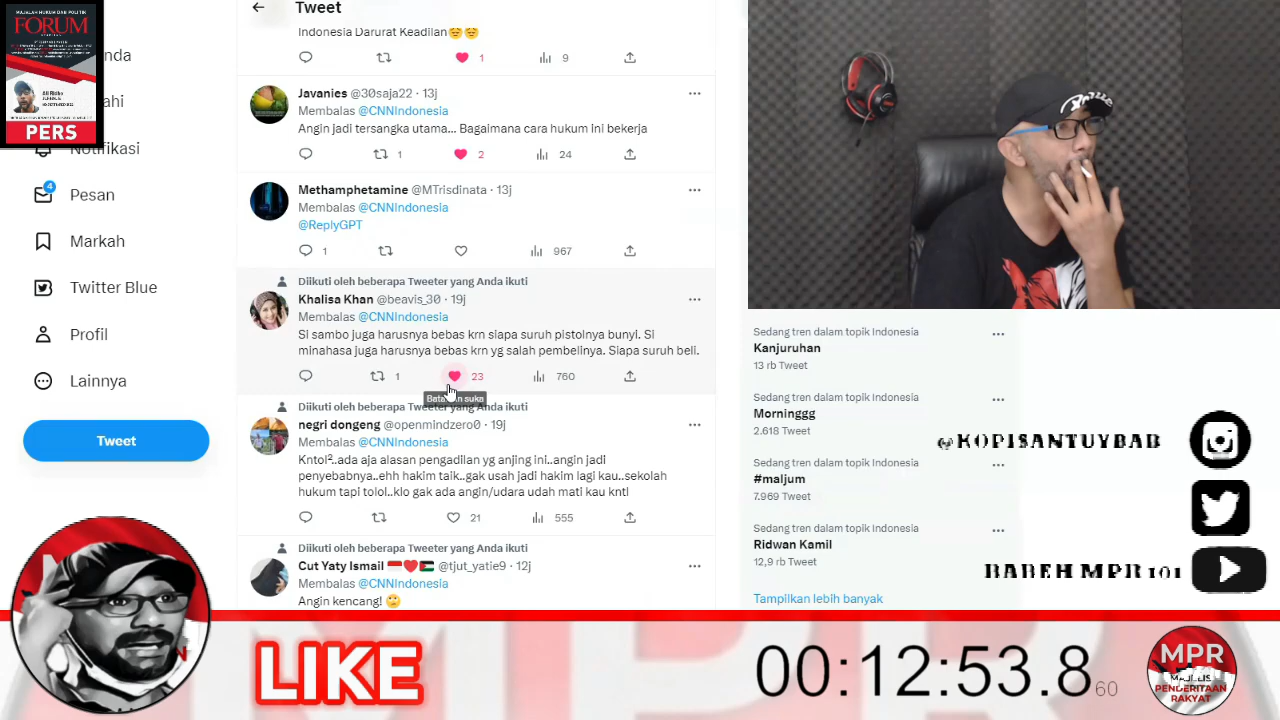 MAJALAH HUKUM DAN POLITIK
FORUM
Ali Ridho
PERS
Notifikasi
4
Pesan
Markah
Twitter Blue
Profil
Lainnya
Tweet
Tweet
Indonesia Darurat Keadilan😌😌
1
9
Javanies @30saja22 · 13j
Membalas @CNNIndonesia
Angin jadi tersangka utama... Bagaimana cara hukum ini bekerja
1
2
24
Methamphetamine @MTrisdinata · 13j
Membalas @CNNIndonesia
@ReplyGPT
1
967
Diikuti oleh beberapa Tweeter yang Anda ikuti
Khalisa Khan @beavis_30 · 19j
Membalas @CNNIndonesia
Si sambo juga harusnya bebas krn siapa suruh pistolnya bunyi. Si
minahasa juga harusnya bebas krn yg salah pembelinya. Siapa suruh beli.
1
23
760
suka
Diikuti oleh beberapa Tweeter yang Anda ikuti
negri dongeng @openmindzero0 · 19j
Membalas @CNNIndonesia
Kntol²..ada aja alasan pengadilan yg anjing ini..angin jadi
penyebabnya..ehh hakim taik..gak usah jadi hakim lagi kau..sekolah
hukum tapi tolol..klo gak ada angin/udara udah mati kau kntl
21
555
Diikuti oleh beberapa Tweeter yang Anda ikuti
Cut Yaty Ismail 🇮🇩❤️🇵🇸 @tjut_yatie9 · 12j
Membalas @CNNIndonesia
Angin kencang! 🙄
Sedang tren dalam topik Indonesia
Kanjuruhan
13 rb Tweet
Sedang tren dalam topik Indonesia
Morninggg
2.618 Tweet
Sedang tren dalam topik Indonesia
#maljum
7.969 Tweet
Sedang tren dalam topik Indonesia
Ridwan Kamil
12,9 rb Tweet
Tampilkan lebih banyak
@KOPISANTUYBAB
BABEH MPR 101
LIKE
00:12:53.8
60
MPR
MAJELIS
PENDERITAAN
RAKYAT